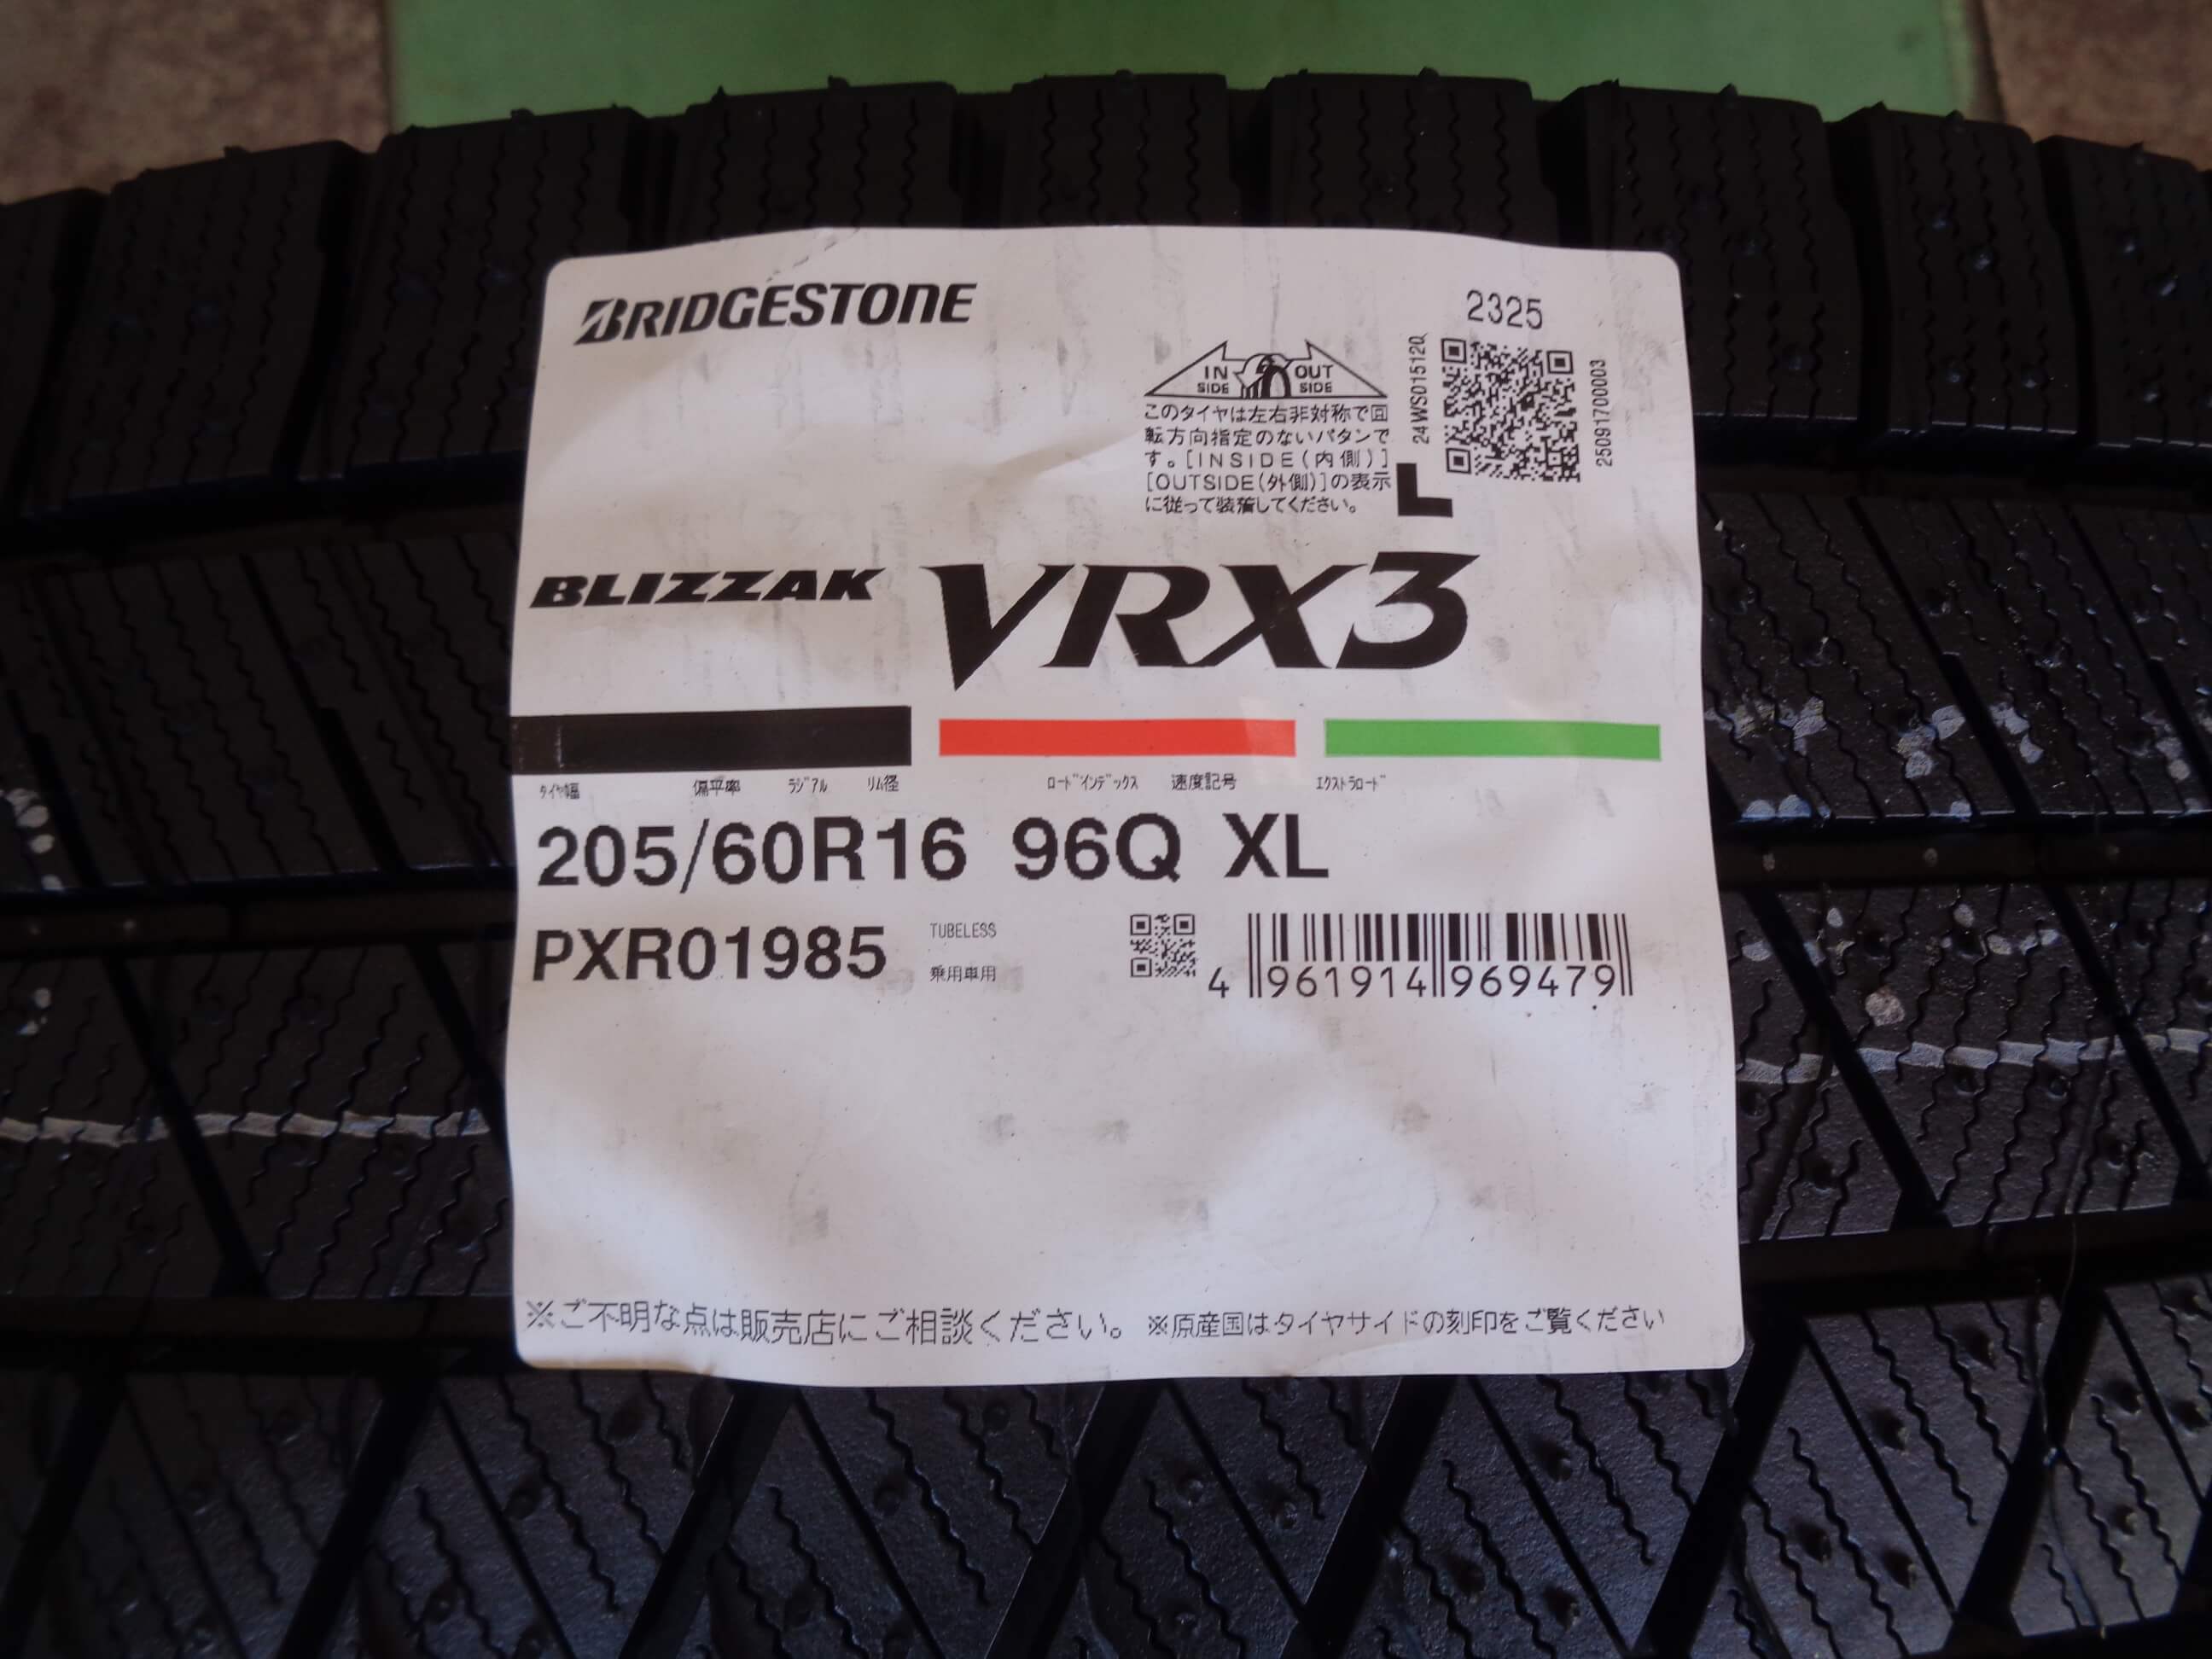 BRIDGESTONE
2325
IN SIDE OUT SIDE
このタイヤは左右非対称で回
転方向指定のないパタンで
す。[INSIDE(内側)]
[OUTSIDE(外側)]の表示
に従って装着してください。
L
24WS015120
25091700003
BLIZZAK VRX3
タイヤ幅 偏平率 ラジアル リム径 ロードインデックス 速度記号 エクストラロード
205/60R16 96Q XL
PXR01985
TUBELESS
乗用車用
4 961914 969479
※ご不明な点は販売店にご相談ください。 ※原産国はタイヤサイドの刻印をご覧ください